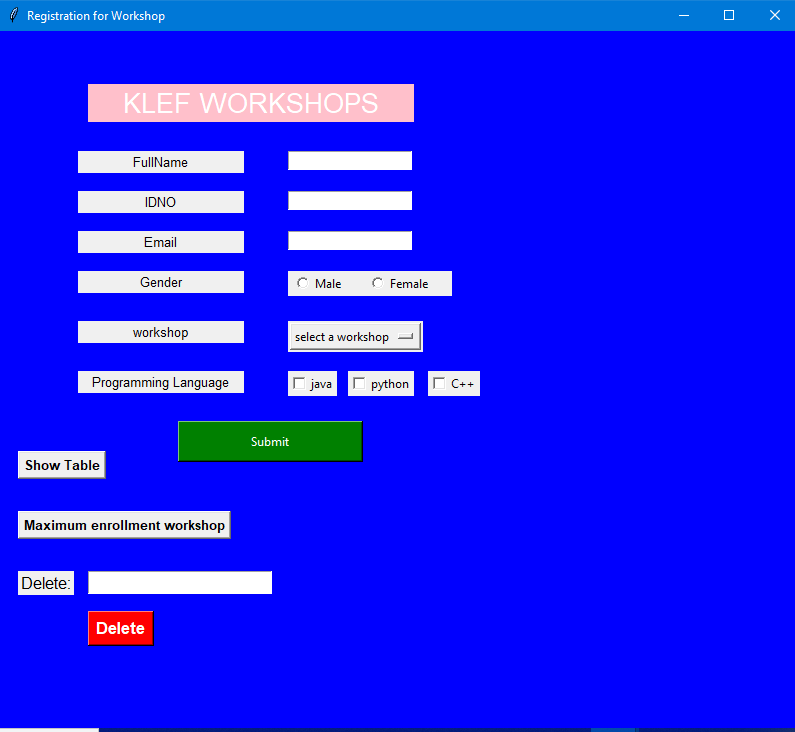 Registration for Workshop
KLEF WORKSHOPS
FullName
IDNO
Email
Gender Male Female
workshop select a workshop
Programming Language java python C++
Submit
Show Table
Maximum enrollment workshop
Delete:
Delete